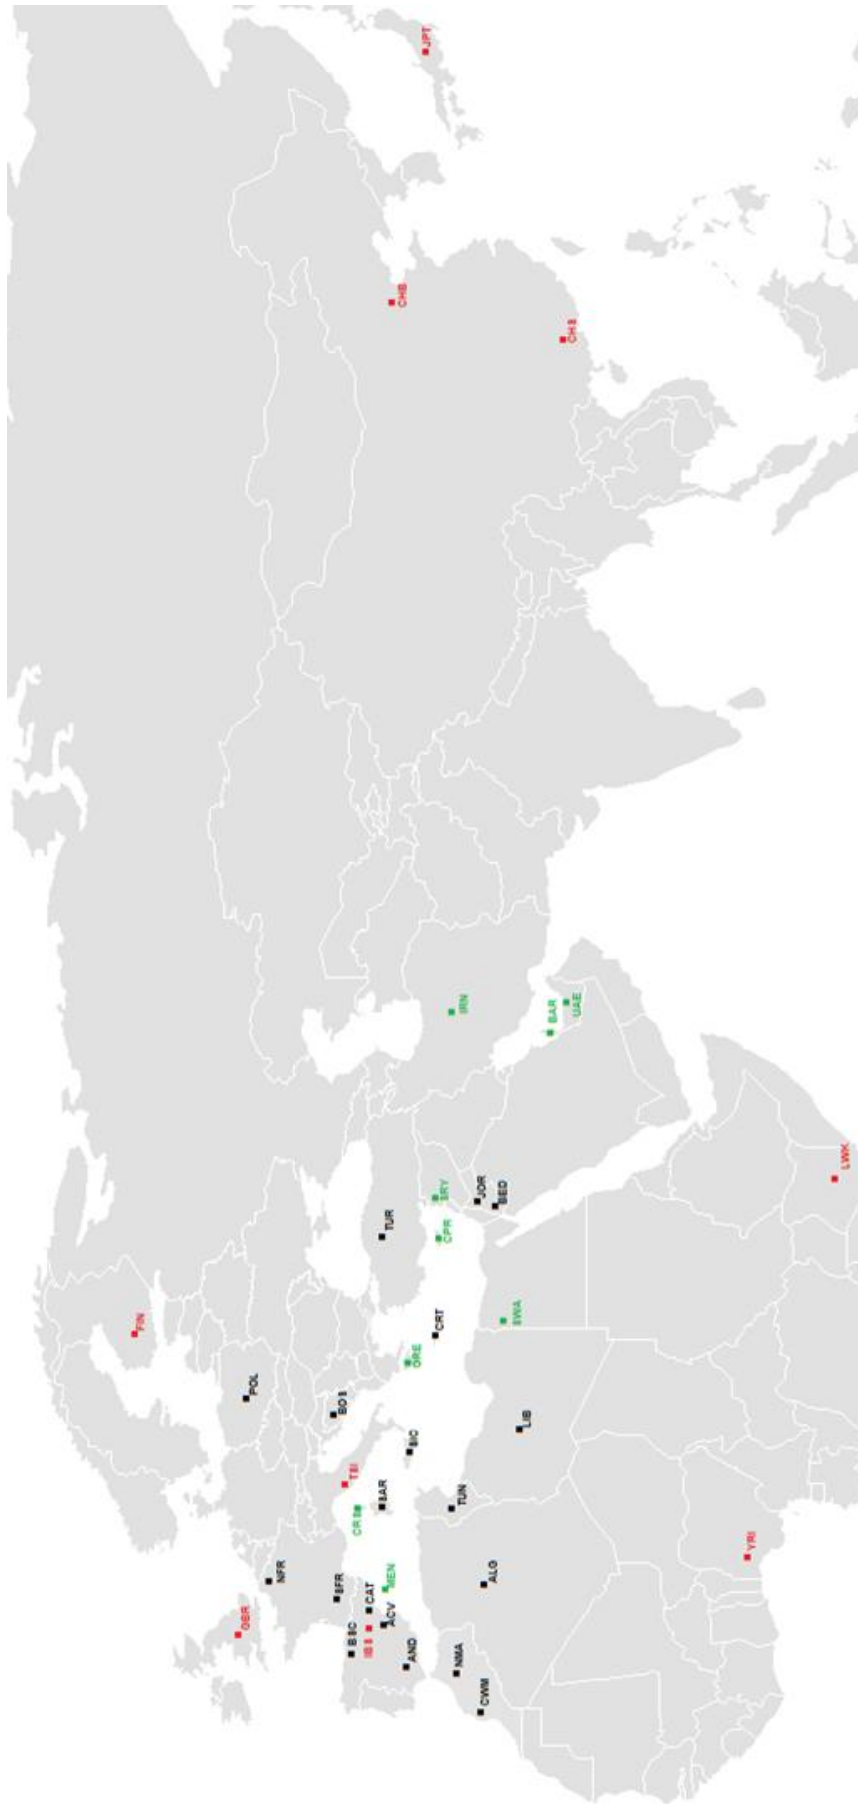 JPT
CHB
CHS
FIN
GBR
POL
NFR
BOS
TSI
CRS
SFR
BSC
IBS
CAT
ACV
MEN
SAR
SIC
ORE
CRT
TUR
CPR
SRY
JOR
BED
IRN
BAR
UAE
AND
NMA
CWM
ALG
TUN
LIB
SWA
YRI
LWK